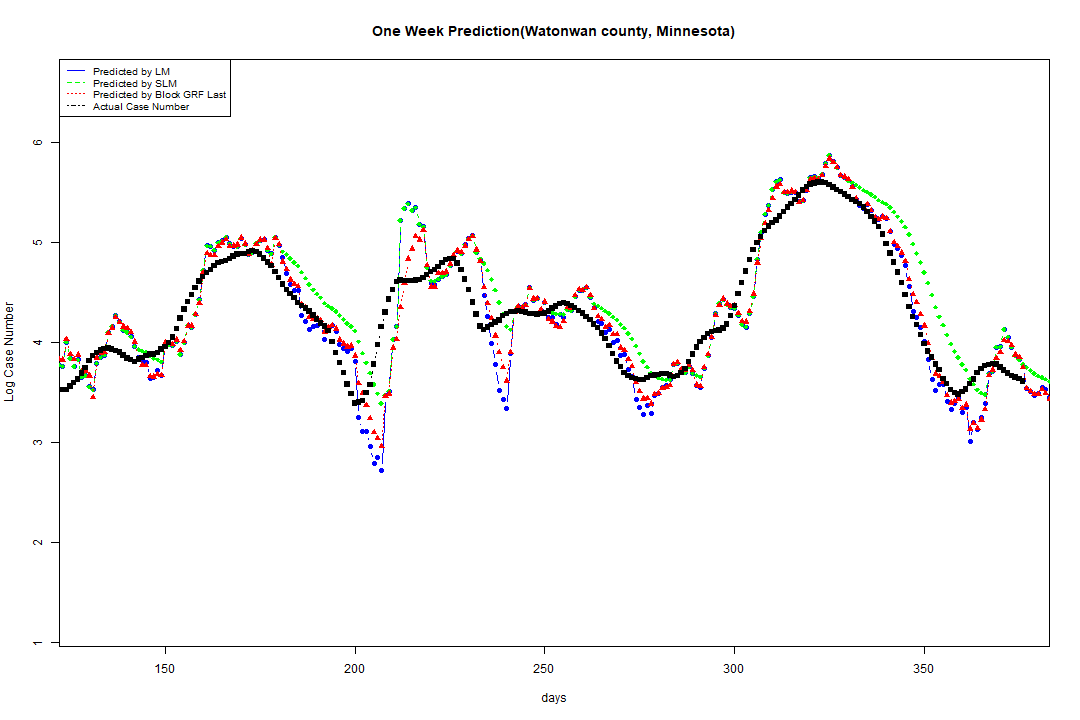 One Week Prediction(Watonwan county, Minnesota)
Predicted by LM
Predicted by SLM
Predicted by Block GRF Last
Actual Case Number
Log Case Number
6
5
4
3
2
1
150 200 250 300 350
days